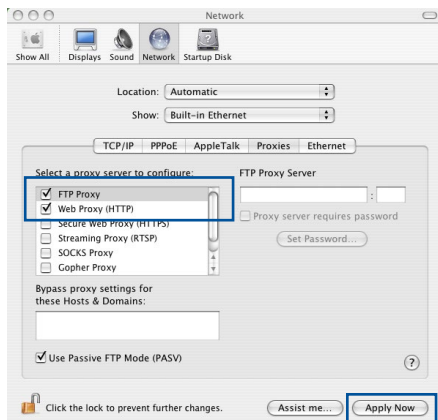 Network
Show All Displays Sound Network Startup Disk
Location: Automatic
Show: Built-in Ethernet
TCP/IP PPPoE AppleTalk Proxies Ethernet
Select a proxy server to configure: FTP Proxy Server
FTP Proxy
:
Web Proxy (HTTP)
Secure Web Proxy (HTTPS)
Proxy server requires password
Streaming Proxy (RTSP)
Set Password...
SOCKS Proxy
Gopher Proxy
Bypass proxy settings for
these Hosts & Domains:
Use Passive FTP Mode (PASV)
?
Click the lock to prevent further changes.
Assist me... Apply Now